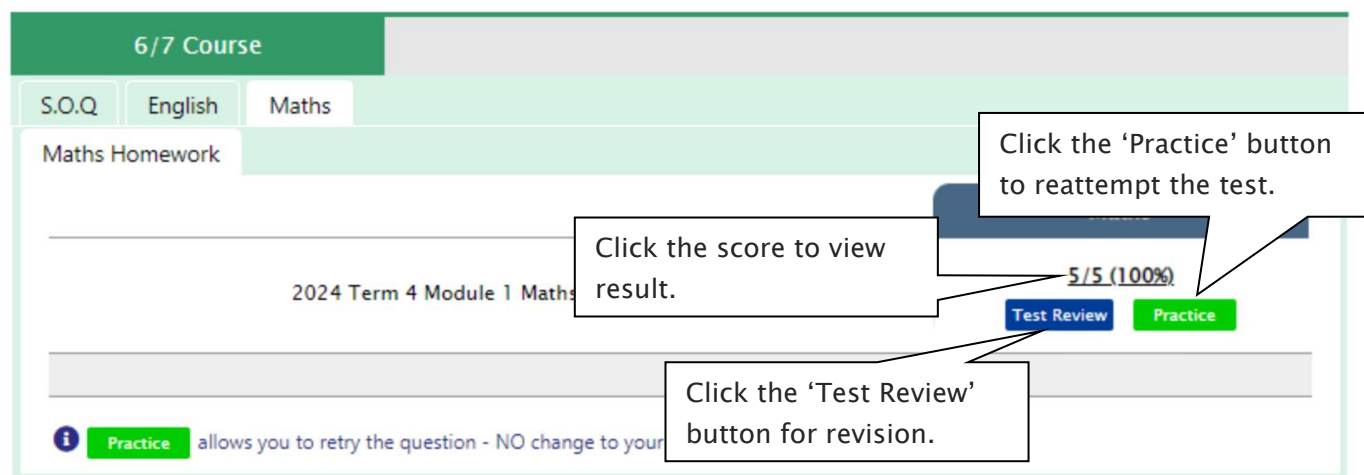 6/7 Course
S.O.Q English Maths
Maths Homework
Click the ‘Practice’ button
to reattempt the test.
Click the score to view
result.
2024 Term 4 Module 1 Maths
5/5 (100%)
Test Review Practice
Click the ‘Test Review’
button for revision.
Practice allows you to retry the question - NO change to your